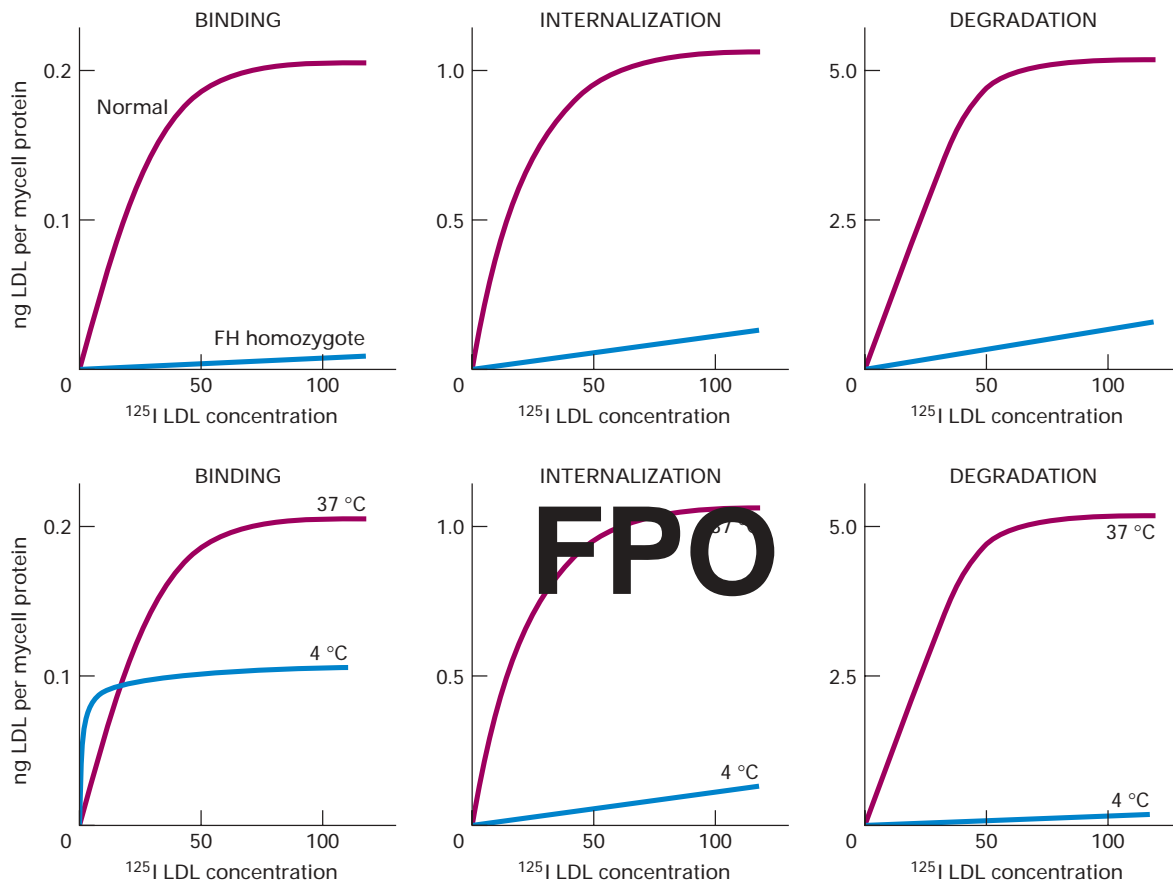 BINDING
INTERNALIZATION
DEGRADATION
ng LDL per mycell protein
0.2
0.1
0
50
100
Normal
FH homozygote
125I LDL concentration
1.0
0.5
0
50
100
125I LDL concentration
5.0
2.5
0
50
100
125I LDL concentration
BINDING
INTERNALIZATION
DEGRADATION
ng LDL per mycell protein
0.2
0.1
0
50
100
37 °C
4 °C
125I LDL concentration
1.0
0.5
0
50
100
FPO
4 °C
125I LDL concentration
5.0
2.5
0
50
100
37 °C
4 °C
125I LDL concentration